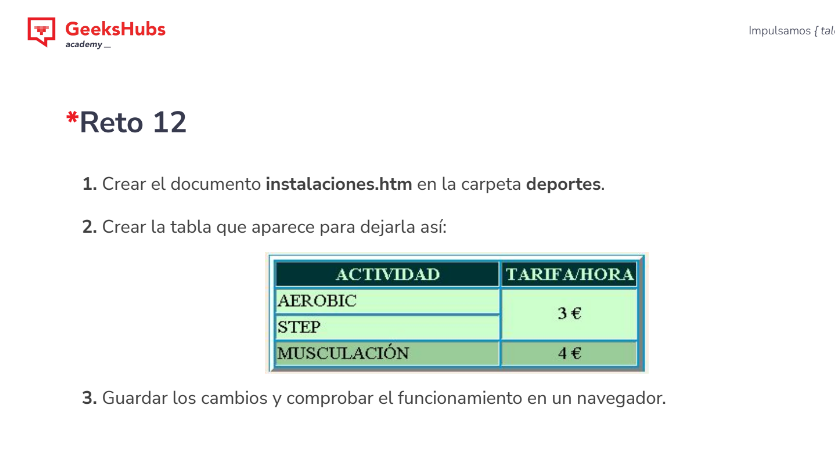 GeeksHubs
academy_
Impulsamos { tal
*Reto 12
1. Crear el documento instalaciones.htm en la carpeta deportes.
2. Crear la tabla que aparece para dejarla así:
ACTIVIDAD TARIFA/HORA
AEROBIC
3 €
STEP
MUSCULACIÓN 4 €
3. Guardar los cambios y comprobar el funcionamiento en un navegador.